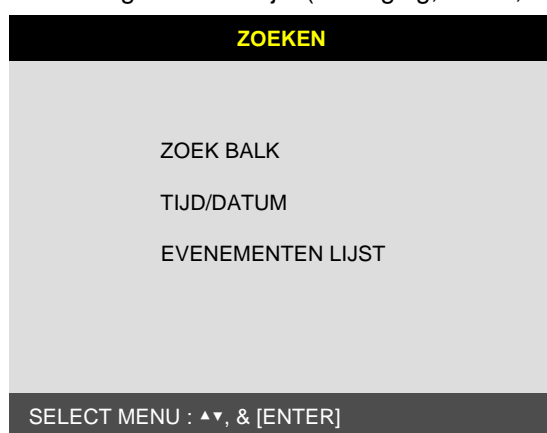 ZOEKEN
ZOEK BALK
TIJD/DATUM
EVENEMENTEN LIJST
SELECT MENU : ▲▼, & [ENTER]